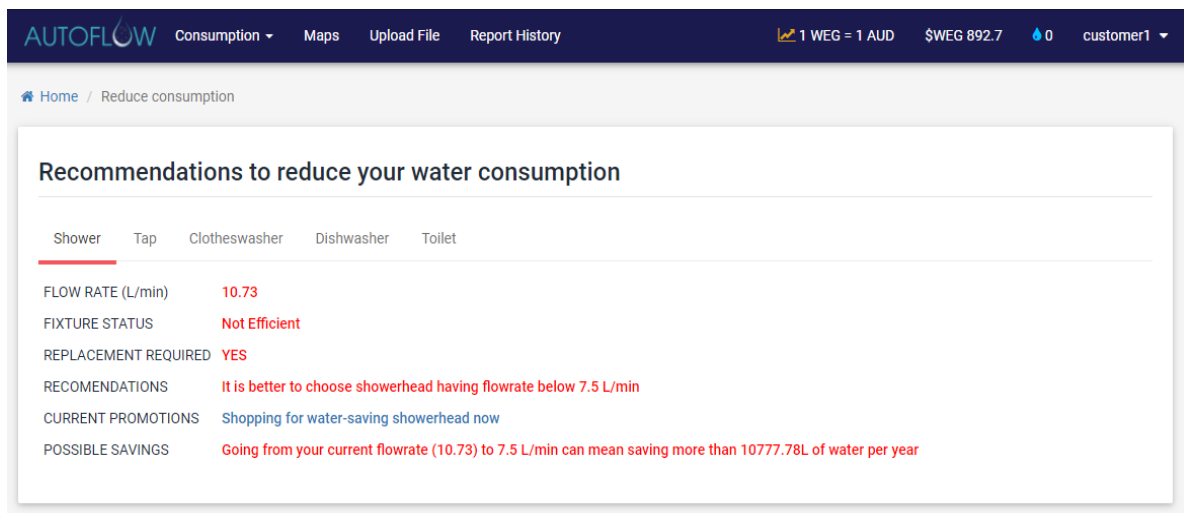 AUTOFLOW Consumption Maps Upload File Report History 1 WEG = 1 AUD $WEG 892.7 0 customer1
Home / Reduce consumption
Recommendations to reduce your water consumption
Shower Tap Clotheswasher Dishwasher Toilet
FLOW RATE (L/min) 10.73
FIXTURE STATUS Not Efficient
REPLACEMENT REQUIRED YES
RECOMENDATIONS It is better to choose showerhead having flowrate below 7.5 L/min
CURRENT PROMOTIONS Shopping for water-saving showerhead now
POSSIBLE SAVINGS Going from your current flowrate (10.73) to 7.5 L/min can mean saving more than 10777.78L of water per year